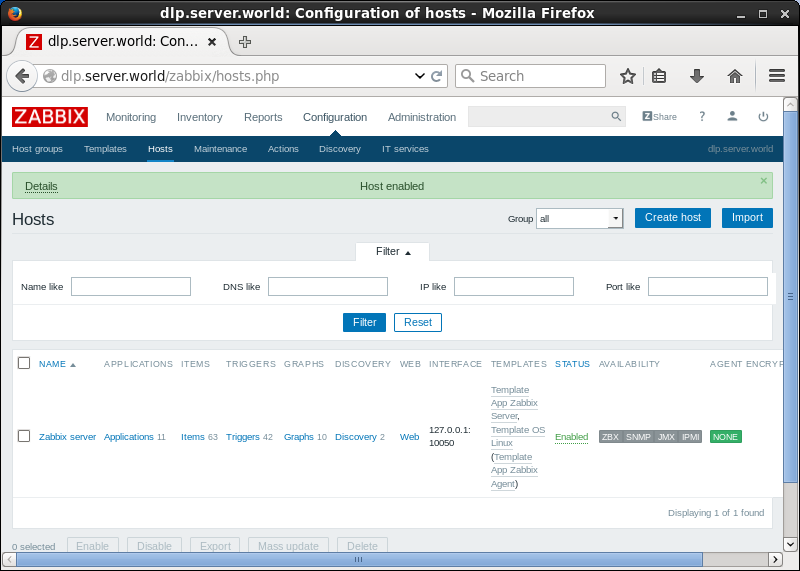 dlp.server.world: Configuration of hosts - Mozilla Firefox
Z dlp.server.world: Con...
dlp.server.world/zabbix/hosts.php Search
ZABBIX Monitoring Inventory Reports Configuration Administration Z Share ?
Host groups Templates Hosts Maintenance Actions Discovery IT services dlp.server.world
Details Host enabled
Hosts Group all Create host Import
Filter
Name like DNS like IP like Port like
Filter Reset
NAME APPLICATIONS ITEMS TRIGGERS GRAPHS DISCOVERY WEB INTERFACE TEMPLATES STATUS AVAILABILITY AGENT ENCRYP
Zabbix server Applications 11 Items 63 Triggers 42 Graphs 10 Discovery 2 Web 127.0.0.1:
10050
Template
App Zabbix
Server,
Template OS
Linux
(Template
App Zabbix
Agent)
Enabled ZBX SNMP JMX IPMI NONE
Displaying 1 of 1 found
0 selected Enable Disable Export Mass update Delete